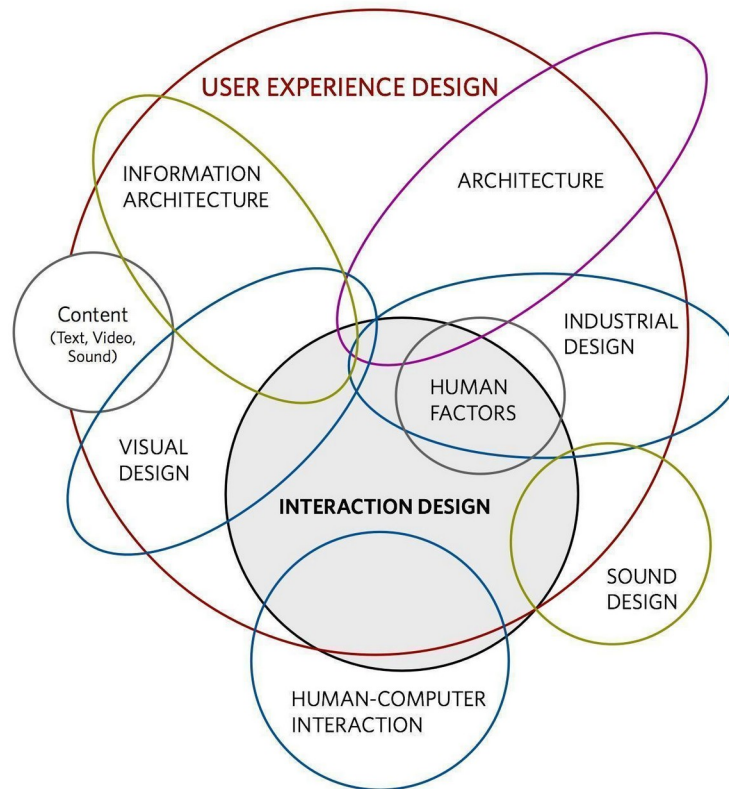 USER EXPERIENCE DESIGN
INFORMATION
ARCHITECTURE
ARCHITECTURE
Content
(Text, Video,
Sound)
INDUSTRIAL
DESIGN
HUMAN
FACTORS
VISUAL
DESIGN
INTERACTION DESIGN
SOUND
DESIGN
HUMAN-COMPUTER
INTERACTION